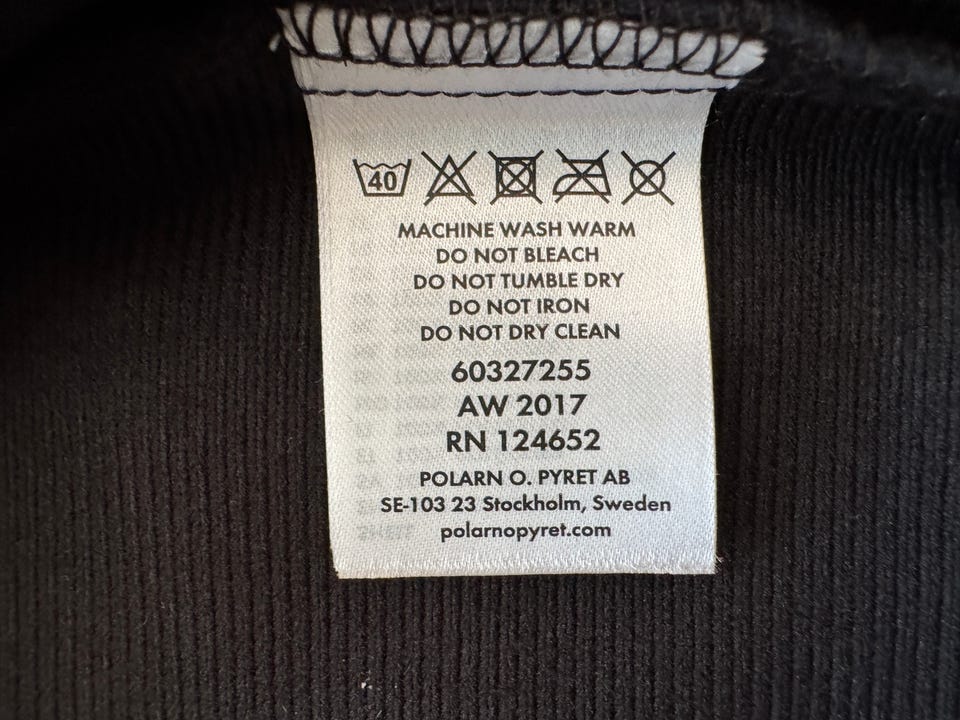 40
MACHINE WASH WARM
DO NOT BLEACH
DO NOT TUMBLE DRY
DO NOT IRON
DO NOT DRY CLEAN
60327255
AW 2017
RN 124652
POLARN O. PYRET AB
SE-103 23 Stockholm, Sweden
polarnopyret.com